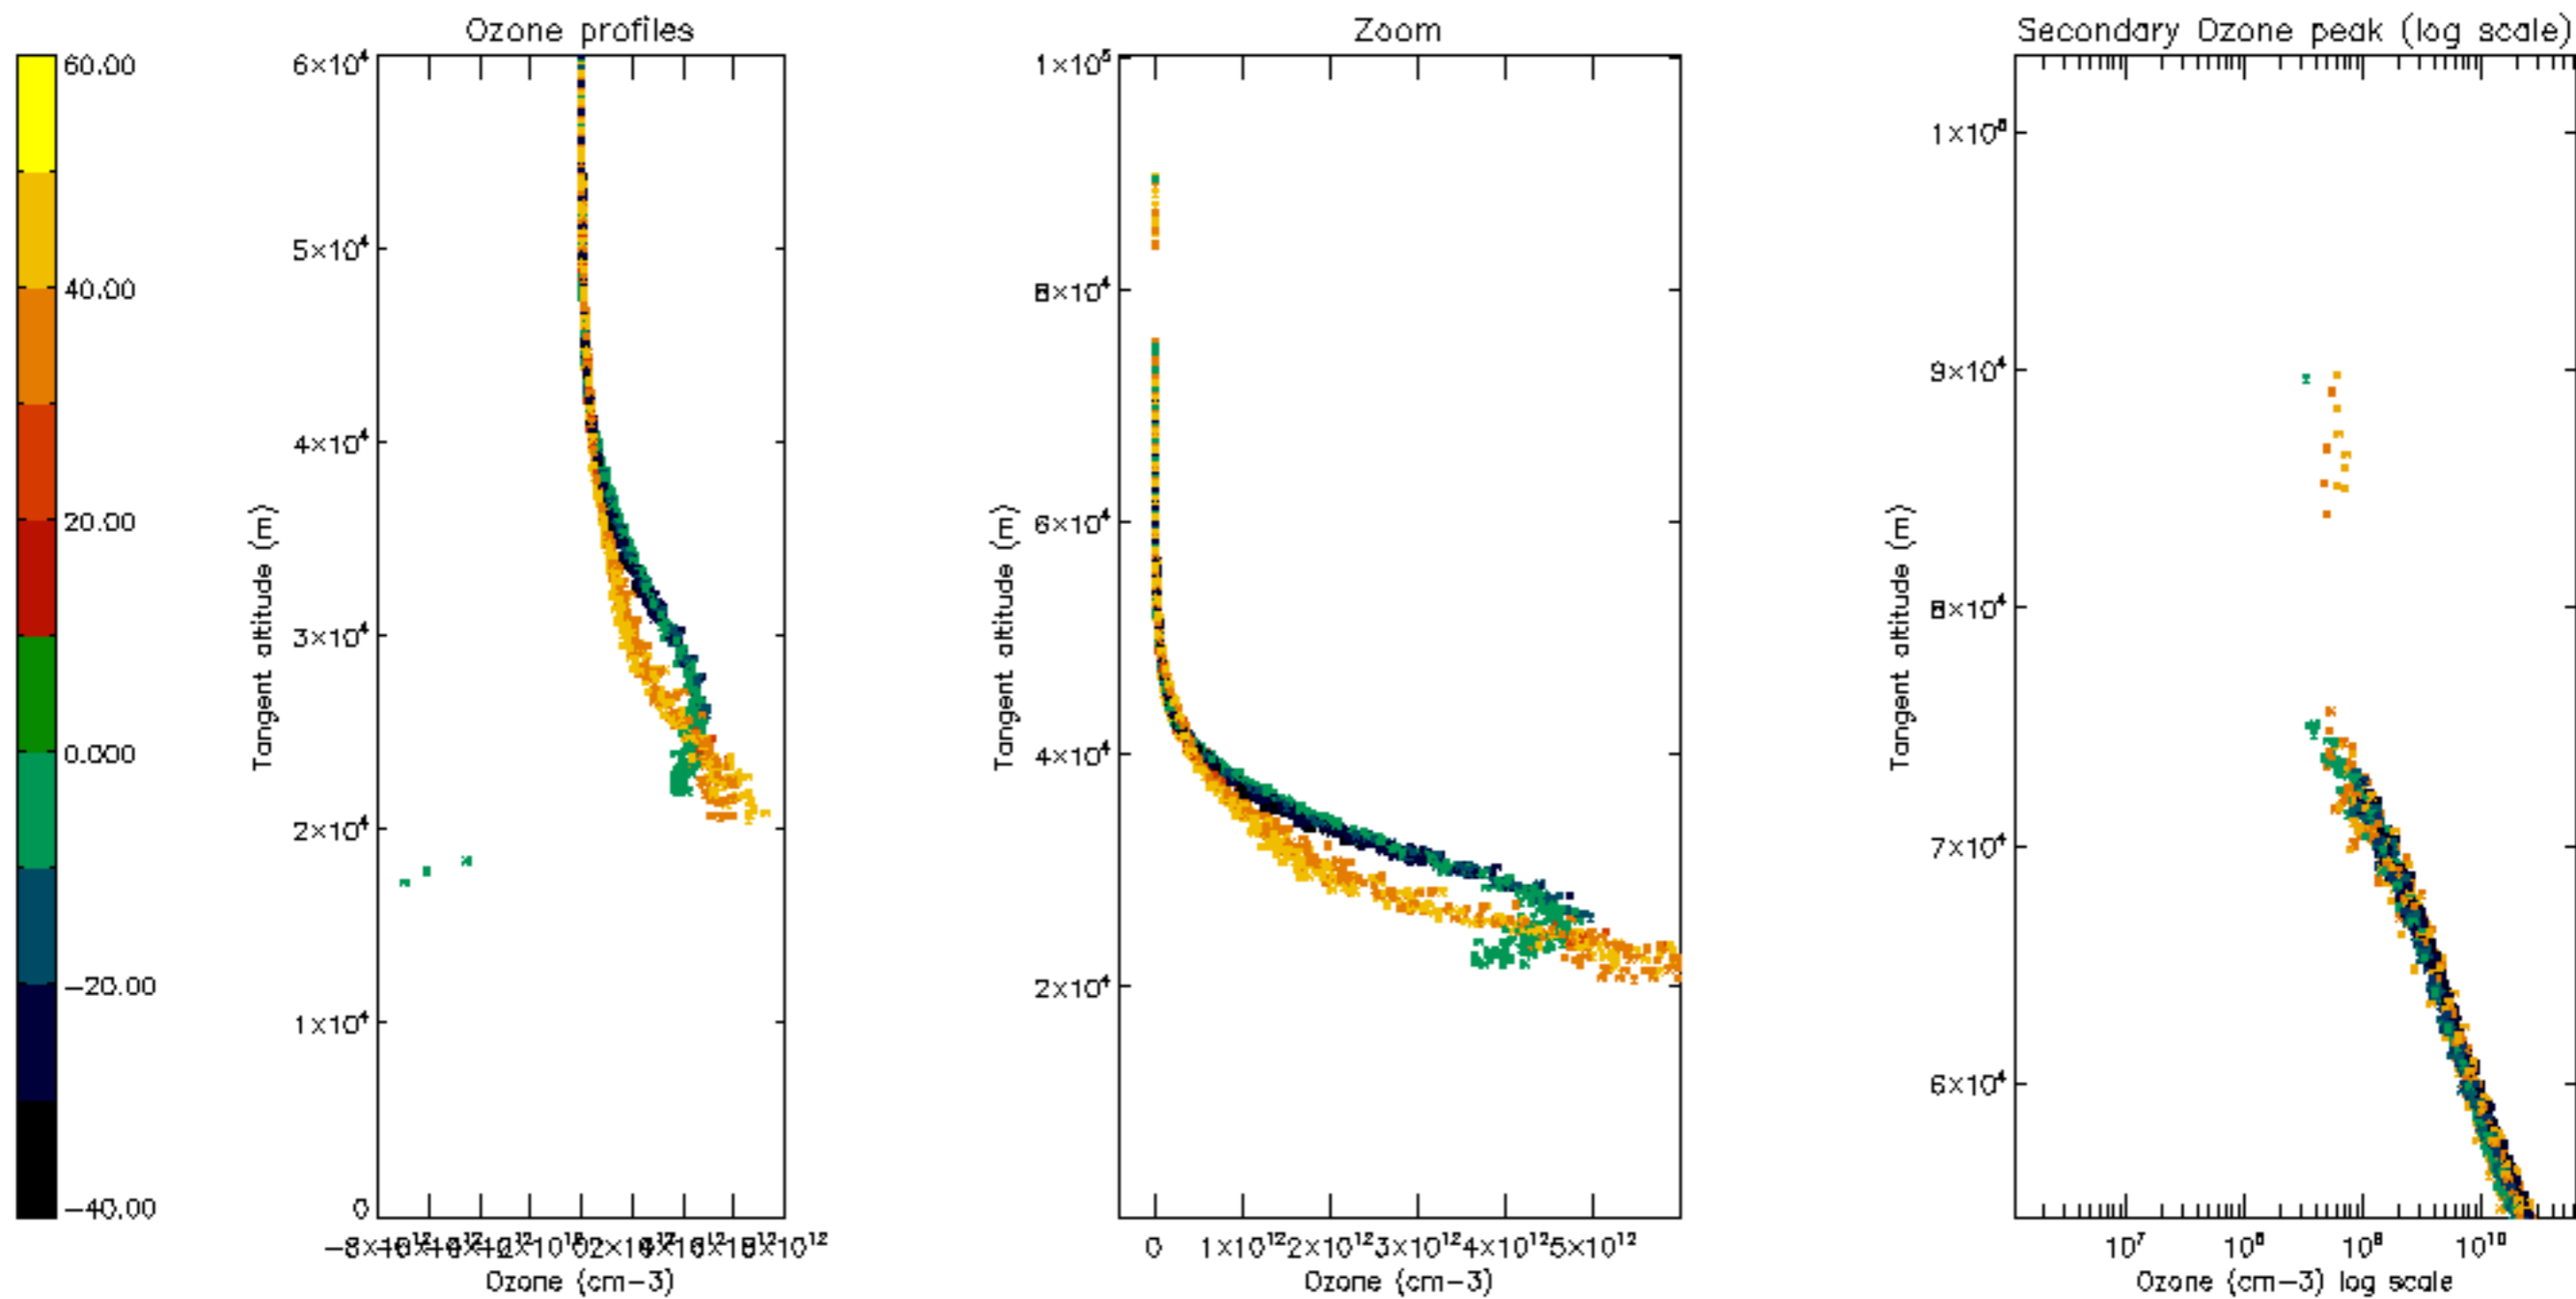 Ozone profiles
Zoom
Secondary Ozone peak (log scale)
60.00
40.00
20.00
0.000
−20.00
−40.00
Tangent altitude (m)
6×10⁴
5×10⁴
4×10⁴
3×10⁴
2×10⁴
1×10⁴
0
Ozone (cm−3)
Tangent altitude (m)
1×10⁵
8×10⁴
6×10⁴
4×10⁴
2×10⁴
0 1×10¹² 2×10¹² 3×10¹² 4×10¹² 5×10¹²
Ozone (cm−3)
Tangent altitude (m)
9×10⁴
8×10⁴
7×10⁴
6×10⁴
10⁷ 10⁸ 10⁹ 10¹⁰
Ozone (cm−3) log scale